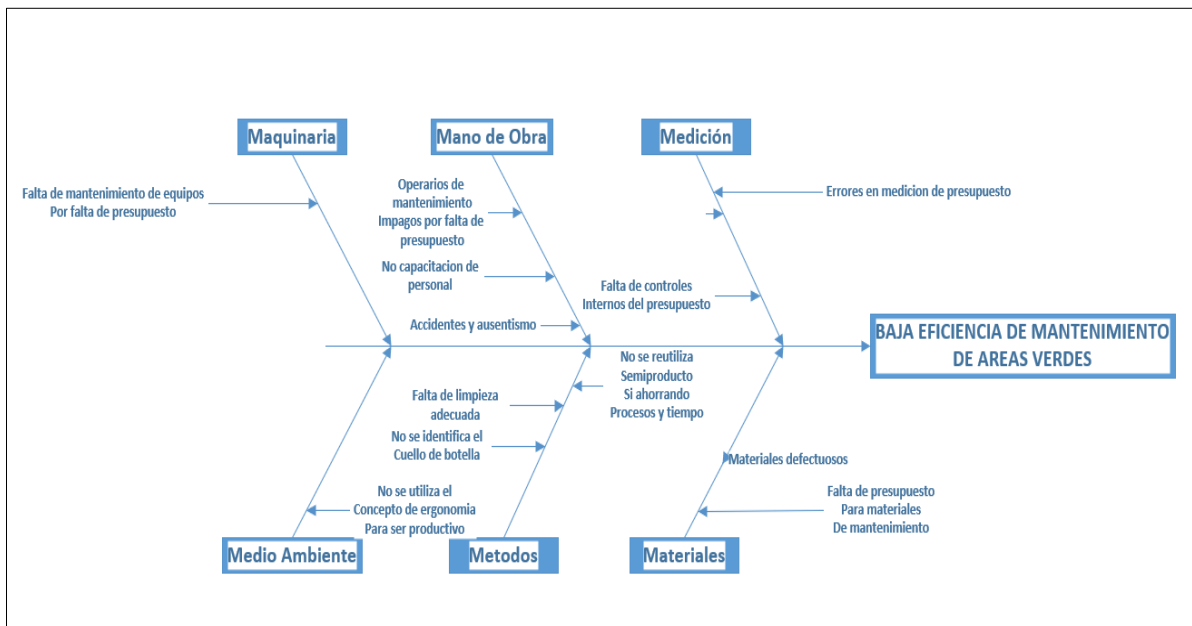 Maquinaria
Mano de Obra
Medición
Falta de mantenimiento de equipos
Por falta de presupuesto
Operarios de
mantenimiento
Impagos por falta de
presupuesto
No capacitacion de
personal
Accidentes y ausentismo
Errores en medicion de presupuesto
Falta de controles
Internos del presupuesto
BAJA EFICIENCIA DE MANTENIMIENTO
DE AREAS VERDES
No se reutiliza
Semiproducto
Si ahorrando
Procesos y tiempo
Falta de limpieza
adecuada
No se identifica el
Cuello de botella
No se utiliza el
Concepto de ergonomia
Para ser productivo
Materiales defectuosos
Falta de presupuesto
Para materiales
De mantenimiento
Medio Ambiente
Metodos
Materiales